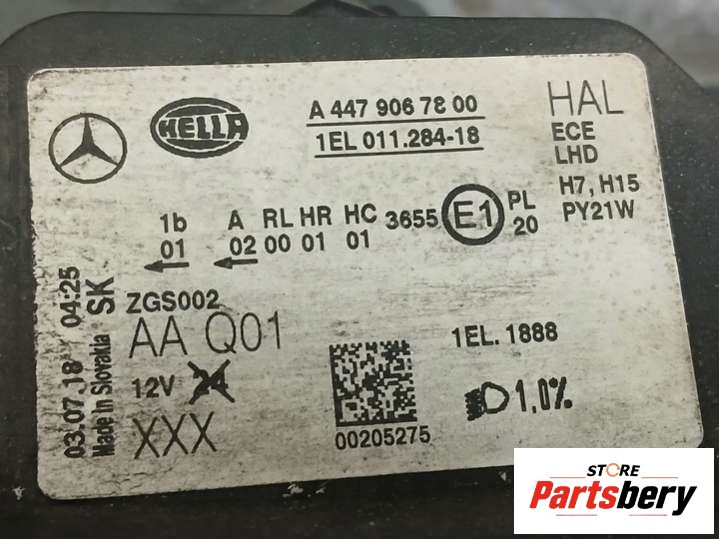 HELLA
A 447 906 78 00
1EL 011.284-18
HAL
ECE
LHD
H7, H15
PY21W
1b A RL HR HC 3655 E1 PL
01 02 00 01 01 20
ZGS002
AA Q01
12V 24
XXX
03.07.18 04:25
Made in Slovakia SK
00205275
1EL. 1888
1,0%
STORE
Partsbery